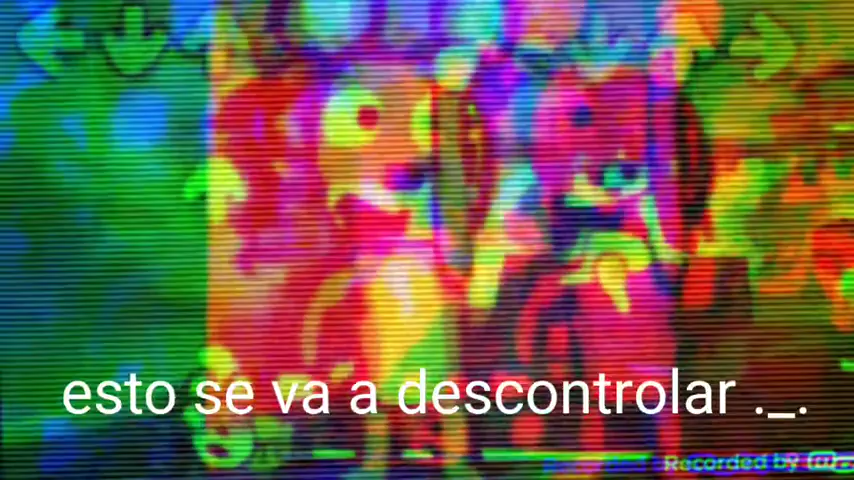 esto se va a descontrolar ._.
Recorded by